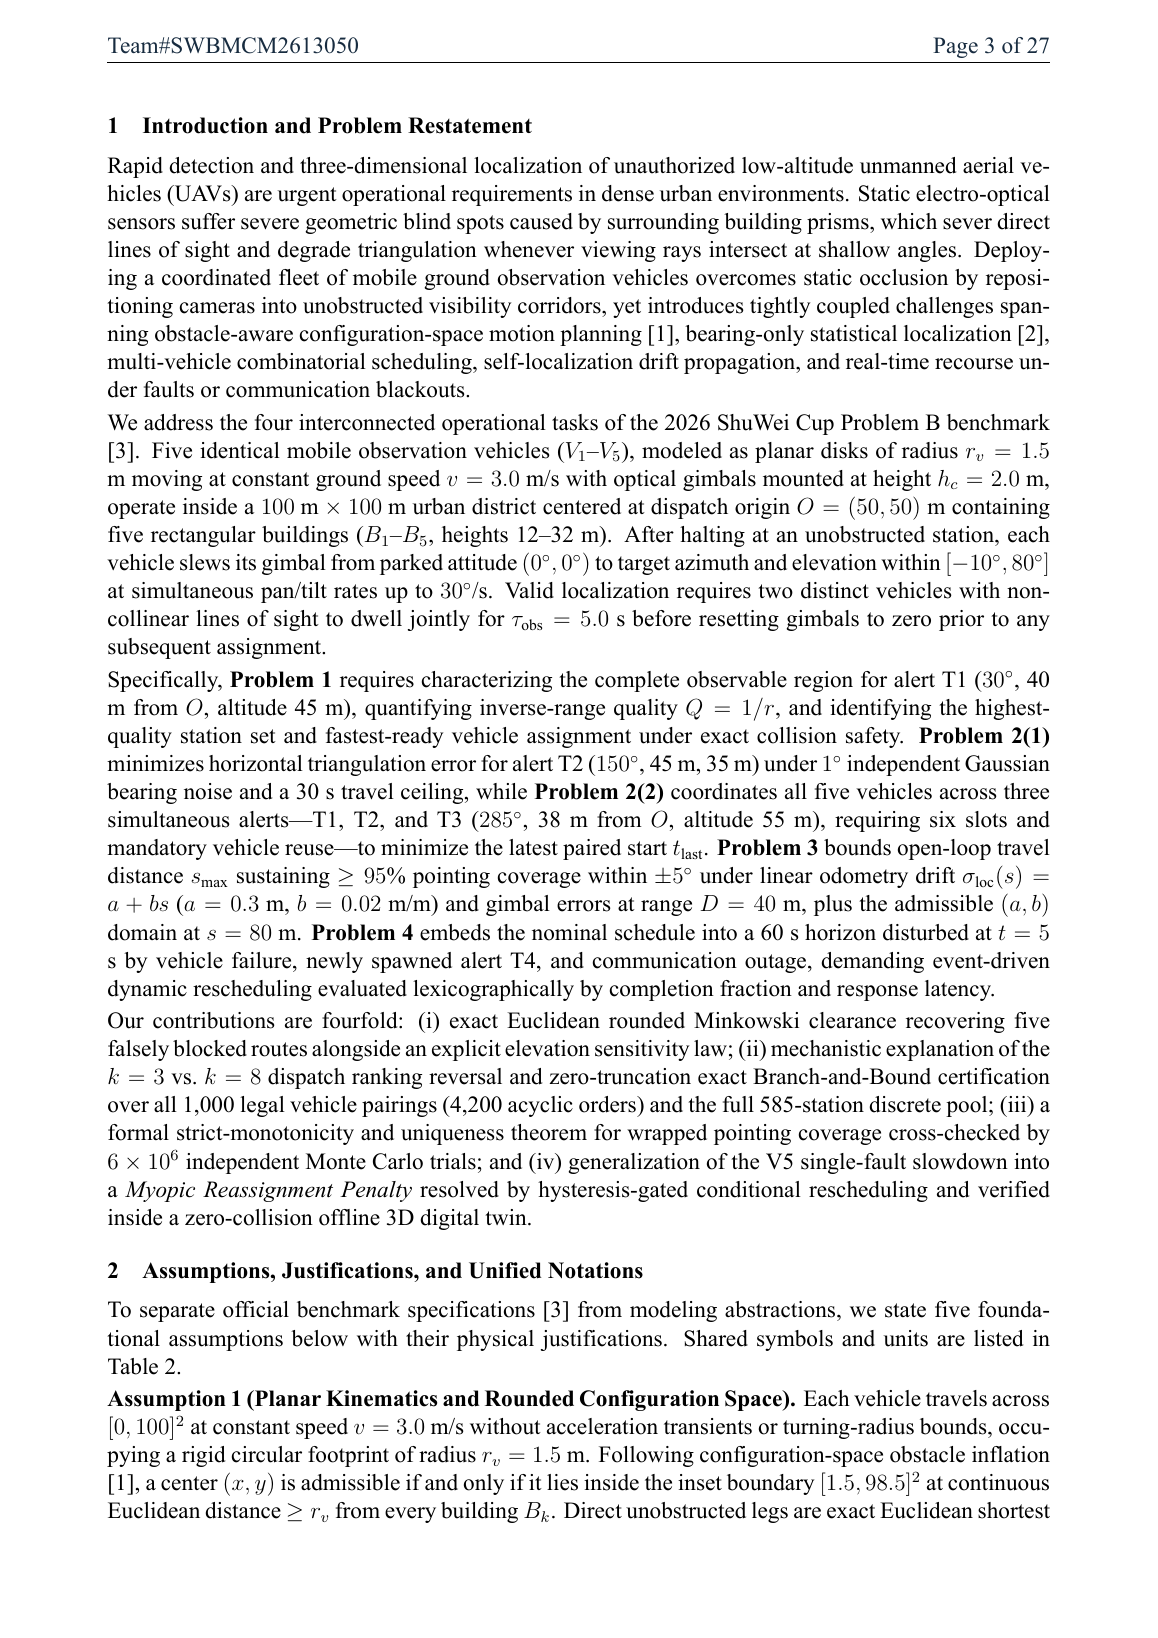 Team#SWBMCM2613050 Page 3 of 27
1 Introduction and Problem Restatement
Rapid detection and three-dimensional localization of unauthorized low-altitude unmanned aerial ve-
hicles (UAVs) are urgent operational requirements in dense urban environments. Static electro-optical
sensors suffer severe geometric blind spots caused by surrounding building prisms, which sever direct
lines of sight and degrade triangulation whenever viewing rays intersect at shallow angles. Deploy-
ing a coordinated fleet of mobile ground observation vehicles overcomes static occlusion by reposi-
tioning cameras into unobstructed visibility corridors, yet introduces tightly coupled challenges span-
ning obstacle-aware configuration-space motion planning [1], bearing-only statistical localization [2],
multi-vehicle combinatorial scheduling, self-localization drift propagation, and real-time recourse un-
der faults or communication blackouts.
We address the four interconnected operational tasks of the 2026 ShuWei Cup Problem B benchmark
[3]. Five identical mobile observation vehicles (V₁–V₅), modeled as planar disks of radius rᵥ = 1.5
m moving at constant ground speed v = 3.0 m/s with optical gimbals mounted at height h_c = 2.0 m,
operate inside a 100 m × 100 m urban district centered at dispatch origin O = (50, 50) m containing
five rectangular buildings (B₁–B₅, heights 12–32 m). After halting at an unobstructed station, each
vehicle slews its gimbal from parked attitude (0°, 0°) to target azimuth and elevation within [−10°, 80°]
at simultaneous pan/tilt rates up to 30°/s. Valid localization requires two distinct vehicles with non-
collinear lines of sight to dwell jointly for τ_obs = 5.0 s before resetting gimbals to zero prior to any
subsequent assignment.
Specifically, Problem 1 requires characterizing the complete observable region for alert T1 (30°, 40
m from O, altitude 45 m), quantifying inverse-range quality Q = 1/r, and identifying the highest-
quality station set and fastest-ready vehicle assignment under exact collision safety. Problem 2(1)
minimizes horizontal triangulation error for alert T2 (150°, 45 m, 35 m) under 1° independent Gaussian
bearing noise and a 30 s travel ceiling, while Problem 2(2) coordinates all five vehicles across three
simultaneous alerts—T1, T2, and T3 (285°, 38 m from O, altitude 55 m), requiring six slots and
mandatory vehicle reuse—to minimize the latest paired start t_last. Problem 3 bounds open-loop travel
distance s_max sustaining ≥ 95% pointing coverage within ±5° under linear odometry drift σ_loc(s) =
a + bs (a = 0.3 m, b = 0.02 m/m) and gimbal errors at range D = 40 m, plus the admissible (a, b)
domain at s = 80 m. Problem 4 embeds the nominal schedule into a 60 s horizon disturbed at t = 5
s by vehicle failure, newly spawned alert T4, and communication outage, demanding event-driven
dynamic rescheduling evaluated lexicographically by completion fraction and response latency.
Our contributions are fourfold: (i) exact Euclidean rounded Minkowski clearance recovering five
falsely blocked routes alongside an explicit elevation sensitivity law; (ii) mechanistic explanation of the
k = 3 vs. k = 8 dispatch ranking reversal and zero-truncation exact Branch-and-Bound certification
over all 1,000 legal vehicle pairings (4,200 acyclic orders) and the full 585-station discrete pool; (iii) a
formal strict-monotonicity and uniqueness theorem for wrapped pointing coverage cross-checked by
6 × 10⁶ independent Monte Carlo trials; and (iv) generalization of the V5 single-fault slowdown into
a Myopic Reassignment Penalty resolved by hysteresis-gated conditional rescheduling and verified
inside a zero-collision offline 3D digital twin.
2 Assumptions, Justifications, and Unified Notations
To separate official benchmark specifications [3] from modeling abstractions, we state five founda-
tional assumptions below with their physical justifications. Shared symbols and units are listed in
Table 2.
Assumption 1 (Planar Kinematics and Rounded Configuration Space). Each vehicle travels across
[0, 100]² at constant speed v = 3.0 m/s without acceleration transients or turning-radius bounds, occu-
pying a rigid circular footprint of radius rᵥ = 1.5 m. Following configuration-space obstacle inflation
[1], a center (x, y) is admissible if and only if it lies inside the inset boundary [1.5, 98.5]² at continuous
Euclidean distance ≥ rᵥ from every building Bₖ. Direct unobstructed legs are exact Euclidean shortest